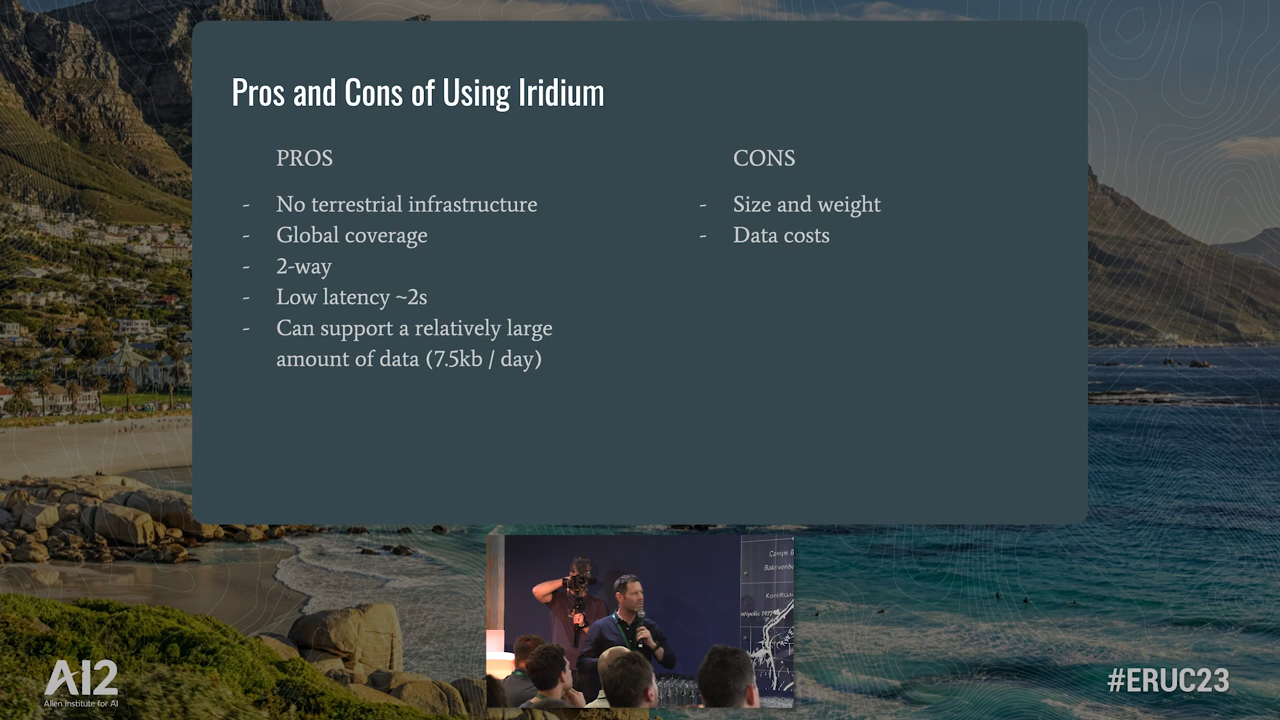 Pros and Cons of Using Iridium
PROS
- No terrestrial infrastructure
- Global coverage
- 2-way
- Low latency ~2s
- Can support a relatively large
amount of data (7.5kb / day)
CONS
- Size and weight
- Data costs
AI2
Allen Institute for AI
#ERUC23